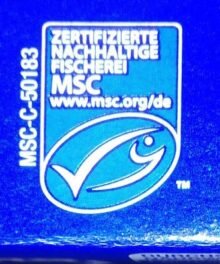 ZERTIFIZIERTE
NACHHALTIGE
FISCHEREI
MSC
www.msc.org/de
TM
MSC-C-50183